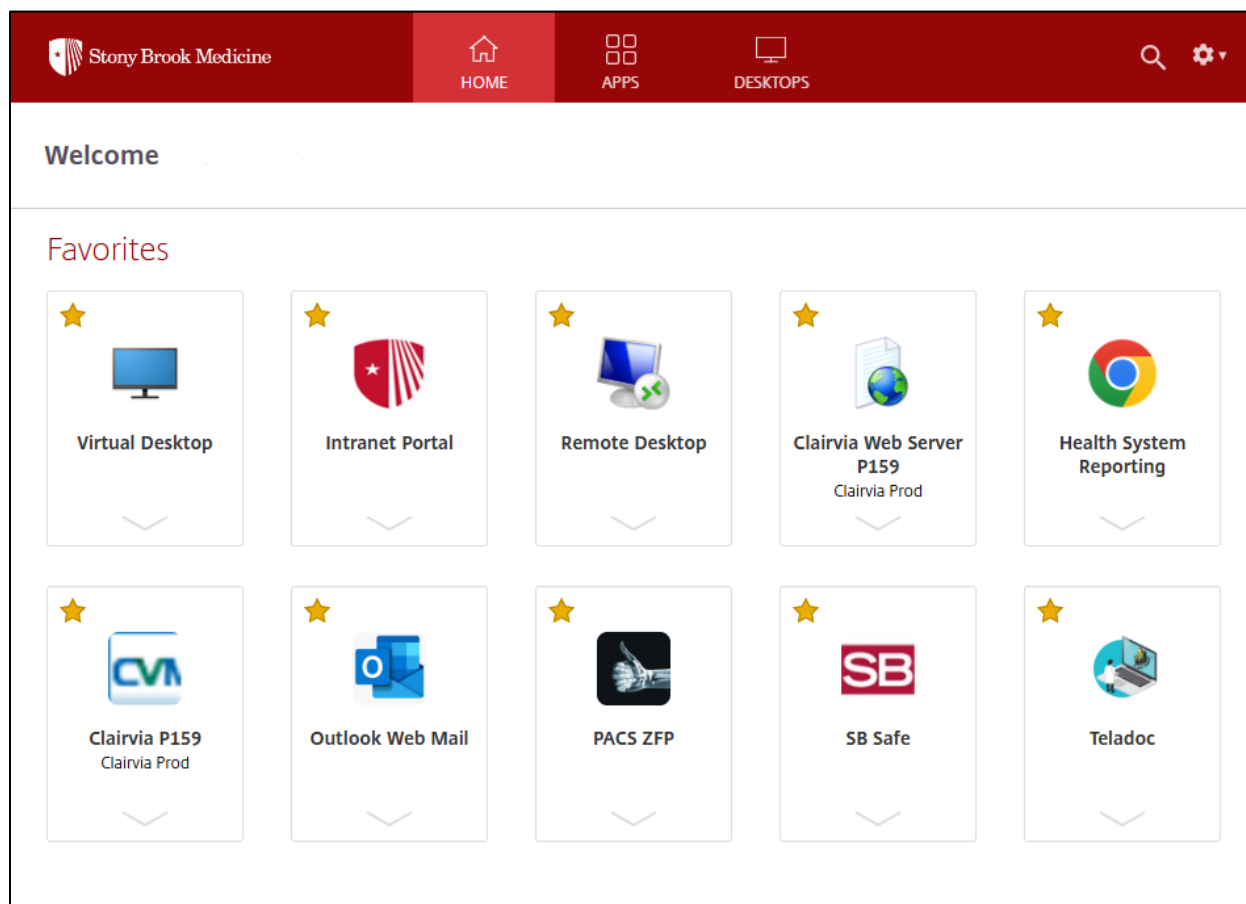 Stony Brook Medicine
HOME
APPS
DESKTOPS
Welcome
Favorites
Virtual Desktop
Intranet Portal
Remote Desktop
Clairvia Web Server
P159
Clairvia Prod
Health System
Reporting
CVM
Clairvia P159
Clairvia Prod
O
Outlook Web Mail
PACS ZFP
SB
SB Safe
Teladoc